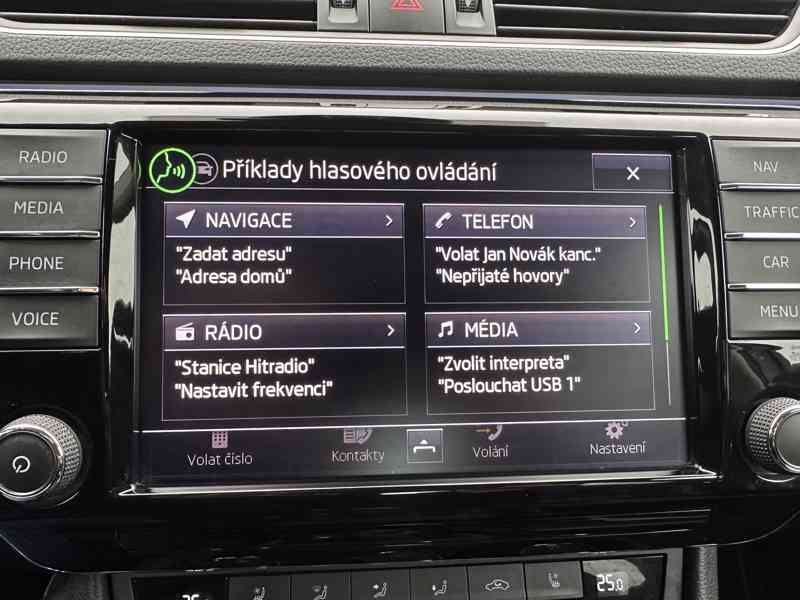 RADIO
MEDIA
PHONE
VOICE
Příklady hlasového ovládání
NAVIGACE
"Zadat adresu"
"Adresa domů"
TELEFON
"Volat Jan Novák kanc."
"Nepřijaté hovory"
RÁDIO
"Stanice Hitradio"
"Nastavit frekvenci"
MÉDIA
"Zvolit interpreta"
"Poslouchat USB 1"
Volat číslo
Kontakty
Volání
Nastavení
NAV
TRAFFIC
CAR
MENU
25.0